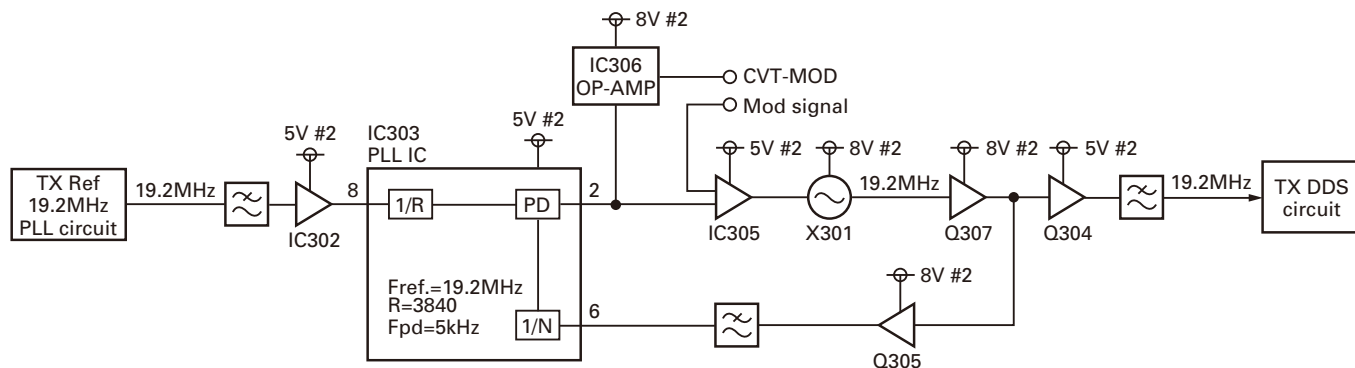 8V #2
IC306
OP-AMP
CVT-MOD
Mod signal
5V #2
IC303
PLL IC
5V #2
5V #2
8V #2
8V #2
5V #2
TX Ref
19.2MHz
PLL circuit
19.2MHz
IC302
8
1/R
PD
2
IC305
X301
19.2MHz
Q307
Q304
19.2MHz
TX DDS
circuit
Fref.=19.2MHz
R=3840
Fpd=5kHz
1/N
6
8V #2
Q305